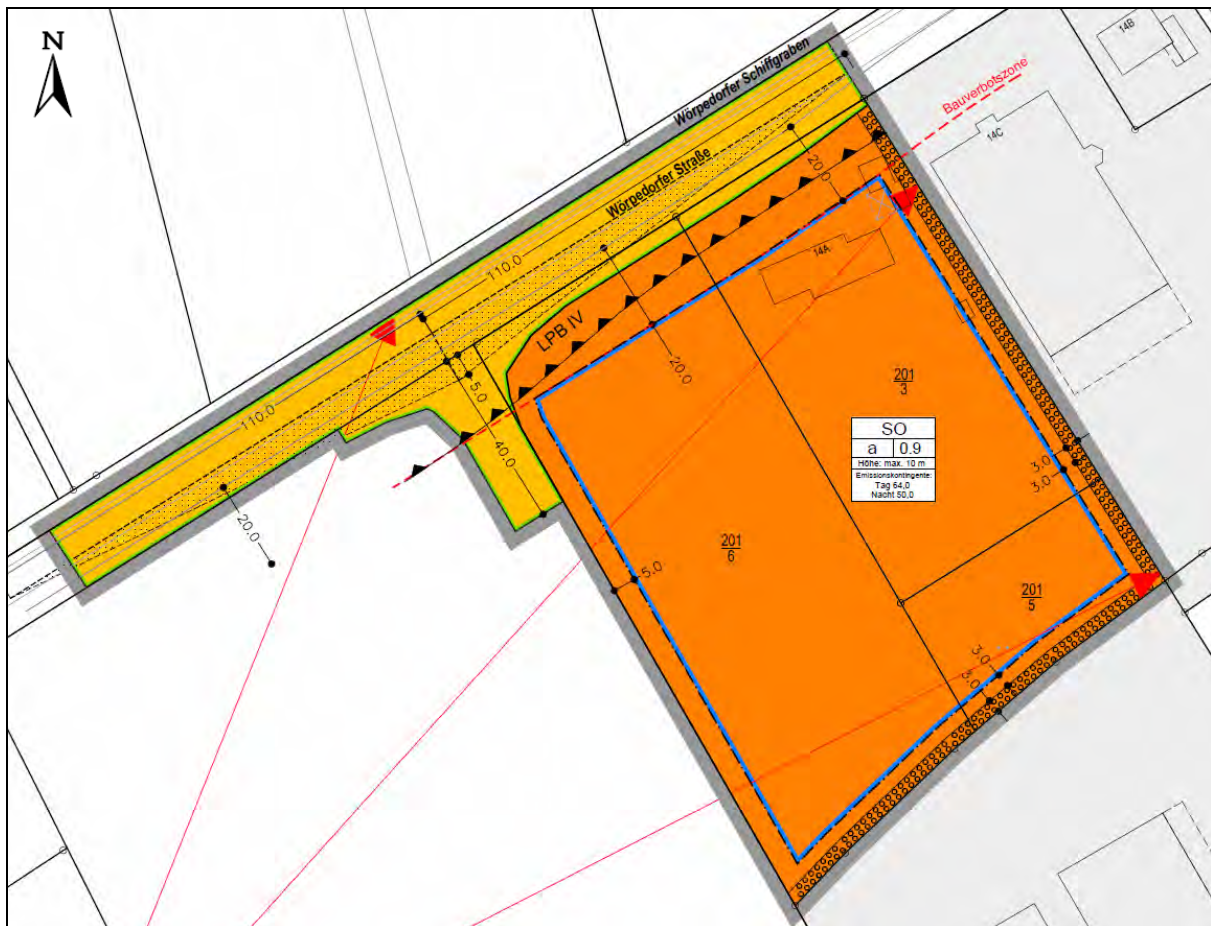 N
Wörpedorfer Schiffgraben
14B
Bauverbotszone
14C
Wörpedorfer Straße
20.0
110.0
14A
LPB IV
20.0
5.0
110.0
40.0
201
3
SO
a 0.9
Höhe: max. 10 m
Emissionskontingente:
Tag 64,0
Nacht 50,0
3.0
3.0
20.0
201
6
5.0
201
5
3.0
3.0